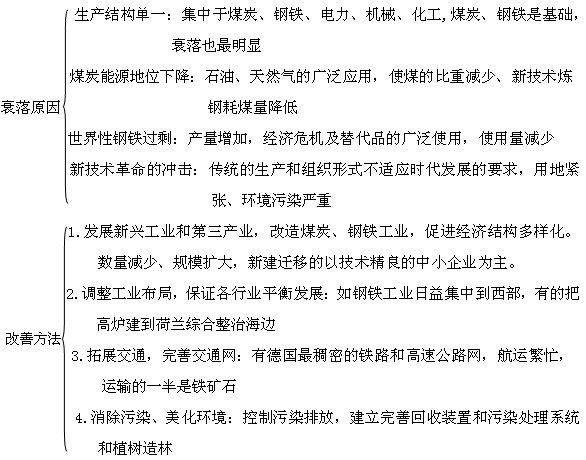 生产结构单一：集中于煤炭、钢铁、电力、机械、化工,煤炭、钢铁是基础，
衰落也最明显
煤炭能源地位下降：石油、天然气的广泛应用，使煤的比重减少、新技术炼
钢耗煤量降低
衰落原因
世界性钢铁过剩：产量增加，经济危机及替代品的广泛使用，使用量减少
新技术革命的冲击：传统的生产和组织形式不适应时代发展的要求，用地紧
张、环境污染严重
1.发展新兴工业和第三产业，改造煤炭、钢铁工业，促进经济结构多样化。
数量减少、规模扩大，新建迁移的以技术精良的中小企业为主。
2.调整工业布局，保证各行业平衡发展：如钢铁工业日益集中到西部，有的把
高炉建到荷兰综合整治海边
改善方法
3.拓展交通，完善交通网：有德国最稠密的铁路和高速公路网，航运繁忙，
运输的一半是铁矿石
4.消除污染、美化环境：控制污染排放，建立完善回收装置和污染处理系统
和植树造林